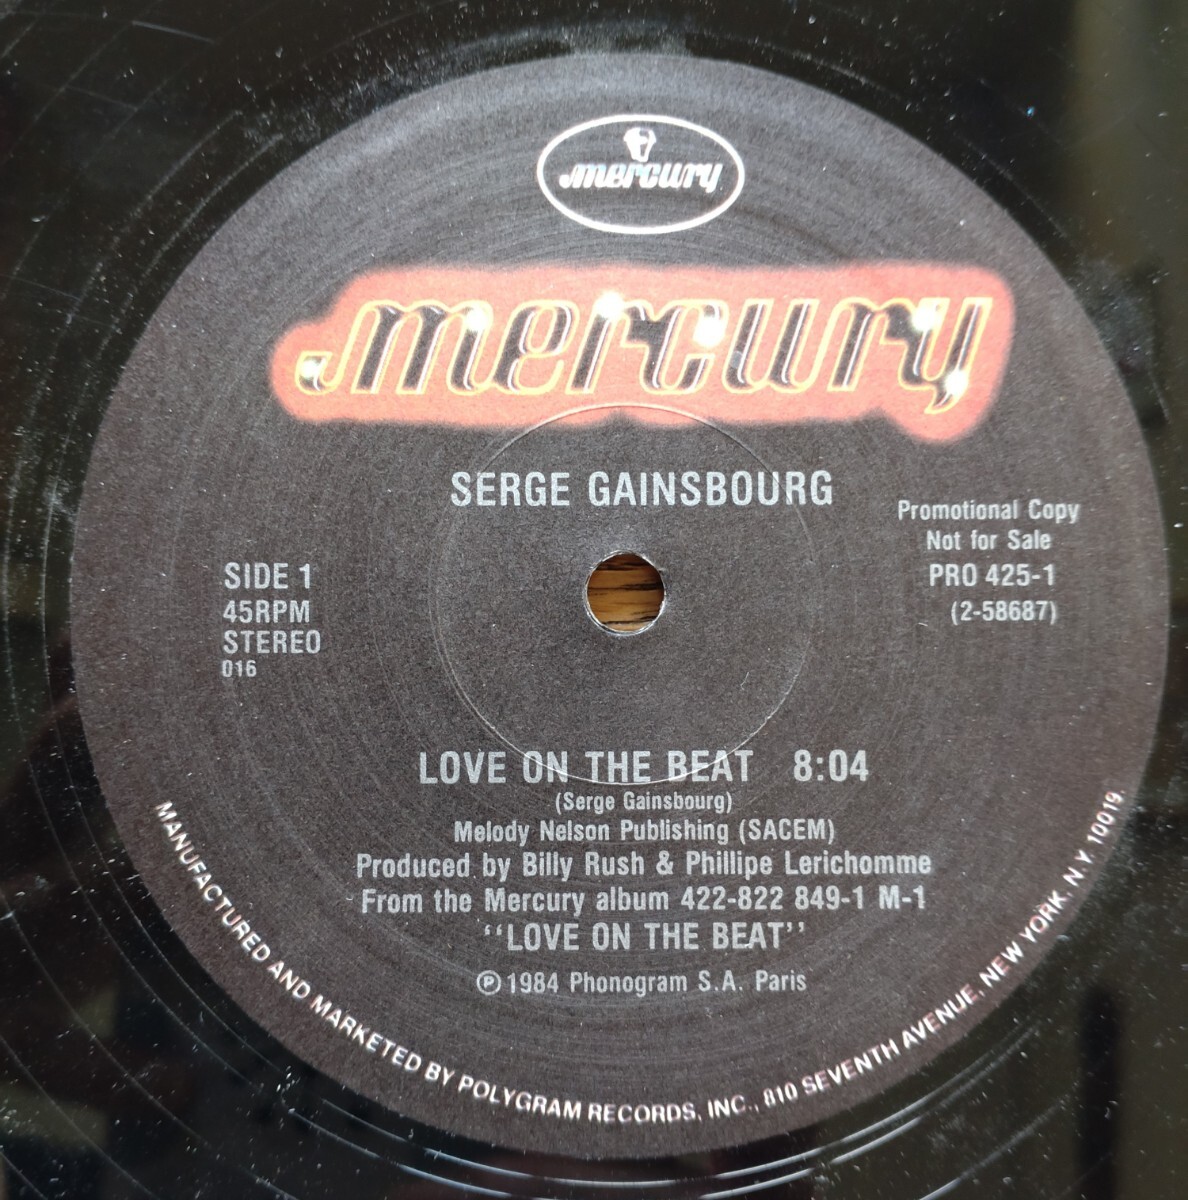 mercury
mercury
SERGE GAINSBOURG
Promotional Copy
Not for Sale
PRO 425-1
(2-58687)
SIDE 1
45RPM
STEREO
016
LOVE ON THE BEAT 8:04
(Serge Gainsbourg)
Melody Nelson Publishing (SACEM)
Produced by Billy Rush & Phillipe Lerichomme
From the Mercury album 422-822 849-1 M-1
“LOVE ON THE BEAT”
℗ 1984 Phonogram S.A. Paris
MANUFACTURED AND MARKETED BY POLYGRAM RECORDS, INC., 810 SEVENTH AVENUE, NEW YORK, N.Y. 10019.